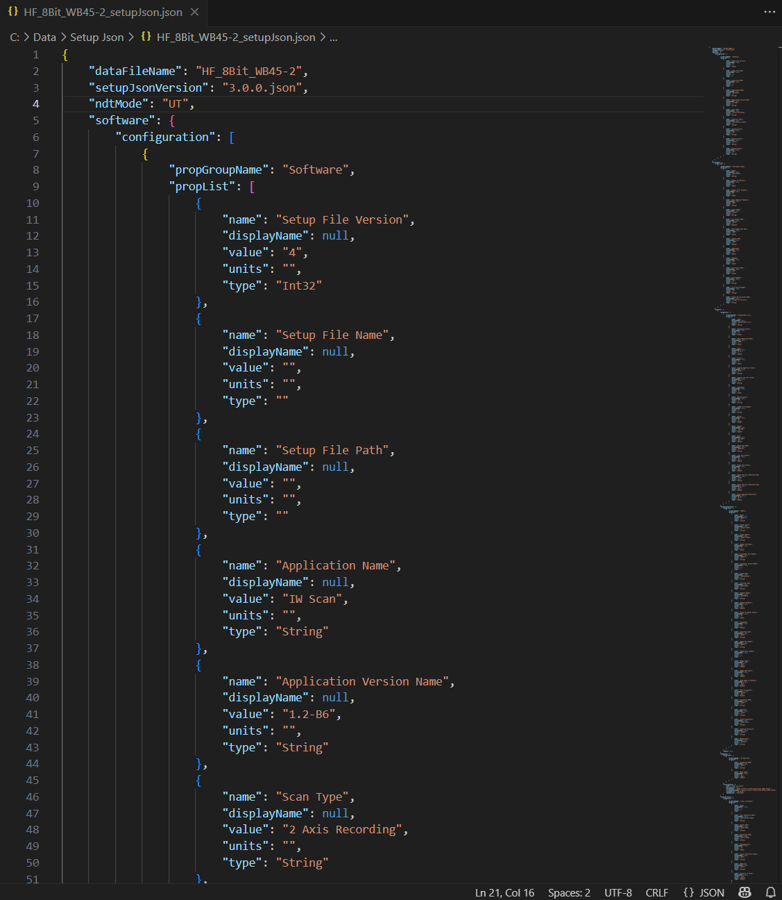 {} HF_8Bit_WB45-2_setupJson.json × ···
C: > Data > Setup Json > {} HF_8Bit_WB45-2_setupJson.json > ...
1 {
2 "dataFileName": "HF_8Bit_WB45-2",
3 "setupJsonVersion": "3.0.0.json",
4 "ndtMode": "UT",
5 "software": {
6 "configuration": [
7 {
8 "propGroupName": "Software",
9 "propList": [
10 {
11 "name": "Setup File Version",
12 "displayName": null,
13 "value": "4",
14 "units": "",
15 "type": "Int32"
16 },
17 {
18 "name": "Setup File Name",
19 "displayName": null,
20 "value": "",
21 "units": "",
22 "type": ""
23 },
24 {
25 "name": "Setup File Path",
26 "displayName": null,
27 "value": "",
28 "units": "",
29 "type": ""
30 },
31 {
32 "name": "Application Name",
33 "displayName": null,
34 "value": "IW Scan",
35 "units": "",
36 "type": "String"
37 },
38 {
39 "name": "Application Version Name",
40 "displayName": null,
41 "value": "1.2-B6",
42 "units": "",
43 "type": "String"
44 },
45 {
46 "name": "Scan Type",
47 "displayName": null,
48 "value": "2 Axis Recording",
49 "units": "",
50 "type": "String"
51 },
Ln 21, Col 16 Spaces: 2 UTF-8 CRLF {} JSON